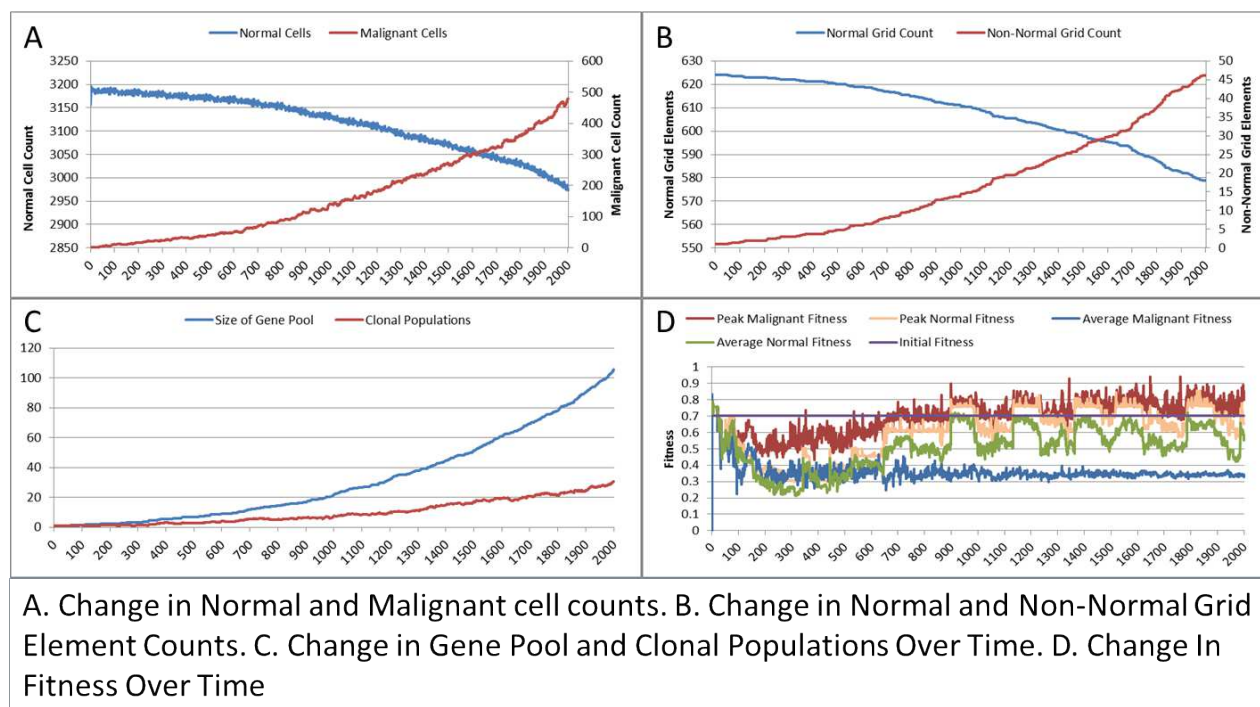 A
Normal Cells
Malignant Cells
3250
3200
3150
3100
3050
3000
2950
2900
2850
Normal Cell Count
600
500
400
300
200
100
0
Malignant Cell Count
0 100 200 300 400 500 600 700 800 900 1000 1100 1200 1300 1400 1500 1600 1700 1800 1900 2000
B
Normal Grid Count
Non-Normal Grid Count
630
620
610
600
590
580
570
560
550
Normal Grid Elements
50
45
40
35
30
25
20
15
10
5
0
Non-Normal Grid Elements
0 100 200 300 400 500 600 700 800 900 1000 1100 1200 1300 1400 1500 1600 1700 1800 1900 2000
C
Size of Gene Pool
Clonal Populations
120
100
80
60
40
20
0
0 100 200 300 400 500 600 700 800 900 1000 1100 1200 1300 1400 1500 1600 1700 1800 1900 2000
D
Peak Malignant Fitness
Peak Normal Fitness
Average Malignant Fitness
Average Normal Fitness
Initial Fitness
1
0.9
0.8
0.7
0.6
0.5
0.4
0.3
0.2
0.1
0
Fitness
0 100 200 300 400 500 600 700 800 900 1000 1100 1200 1300 1400 1500 1600 1700 1800 1900 2000
A. Change in Normal and Malignant cell counts. B. Change in Normal and Non-Normal Grid
Element Counts. C. Change in Gene Pool and Clonal Populations Over Time. D. Change In
Fitness Over Time